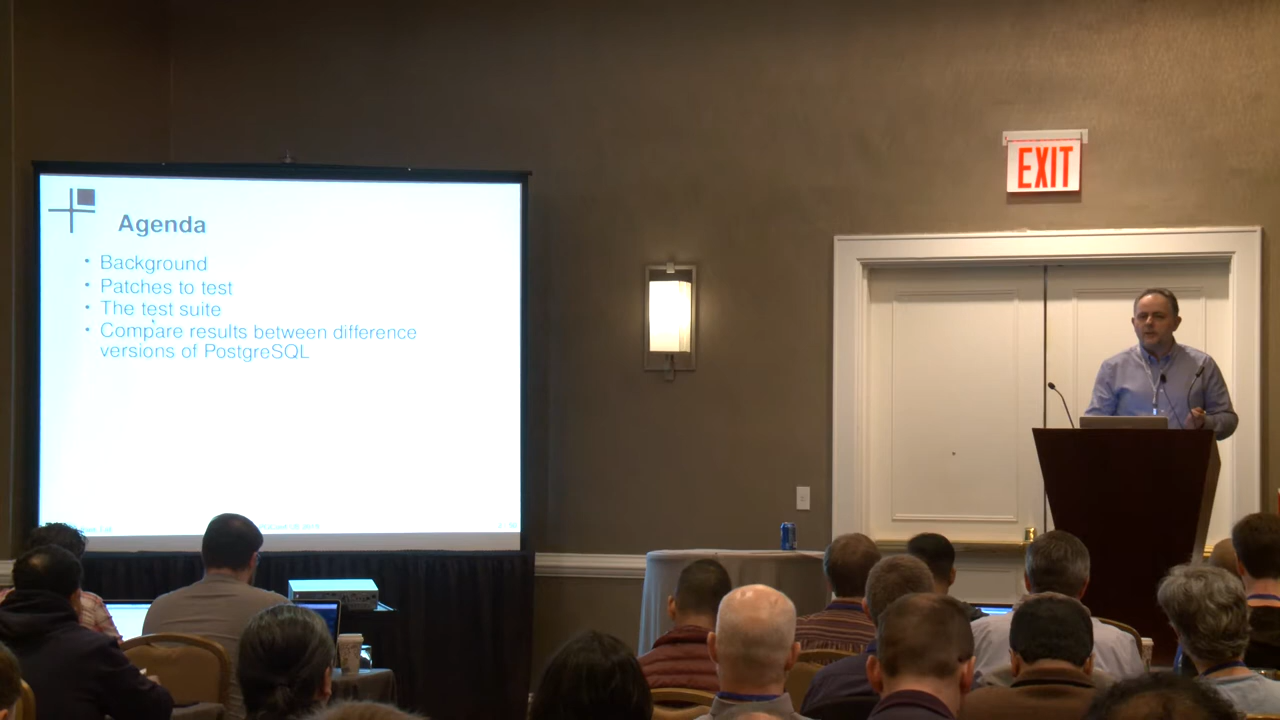 Agenda
• Background
• Patches to test
• The test suite
• Compare results between difference
versions of PostgreSQL
EXIT